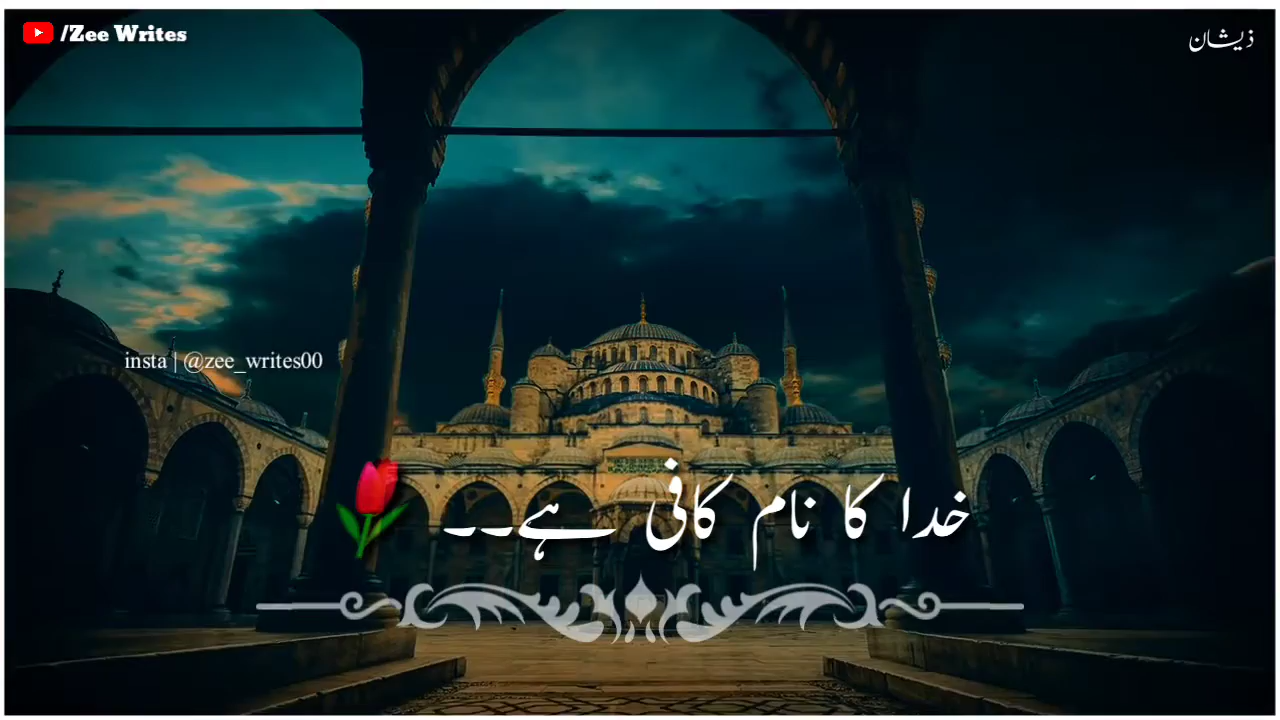 /Zee Writes
ذیشان
insta | @zee_writes00
خدا کا نام کافی ہے۔۔